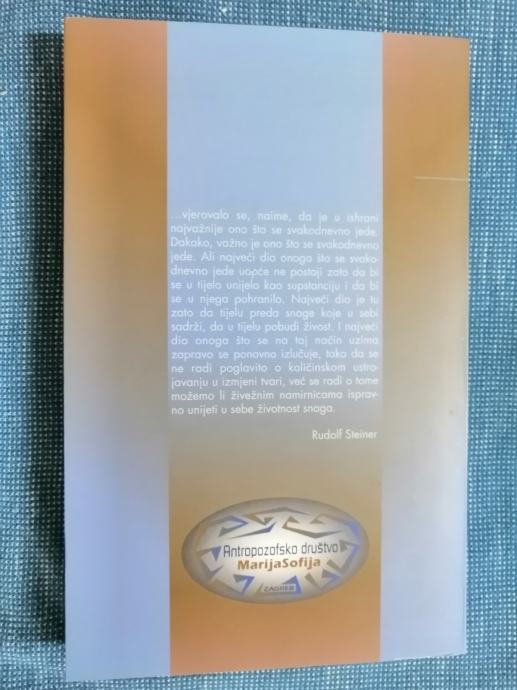 ...vjerovalo se, naime, da je u ishrani
najvažnije ono što se svakodnevno jede.
Dakako, važno je ono što se svakodnevno
jede. Ali najveći dio onoga što se svako-
dnevno jede uopće ne postoji zato da bi
se u tijelo unijelo kao supstanciju i da bi
se u njega pohranilo. Najveći dio je tu
zato da tijelu preda snage koje u sebi
sadrži, da u tijelu pobudi živost. I najveći
dio onoga što se na taj način uzima
zapravo se ponovno izlučuje, tako da se
ne radi poglavito o količinskom ustro-
javanju u izmjeni tvari, već se radi o tome
možemo li živežnim namirnicama isprav-
no unijeti u sebe životnost snaga.
Rudolf Steiner
Antropozofsko društvo
MarijaSofija
ZAGREB